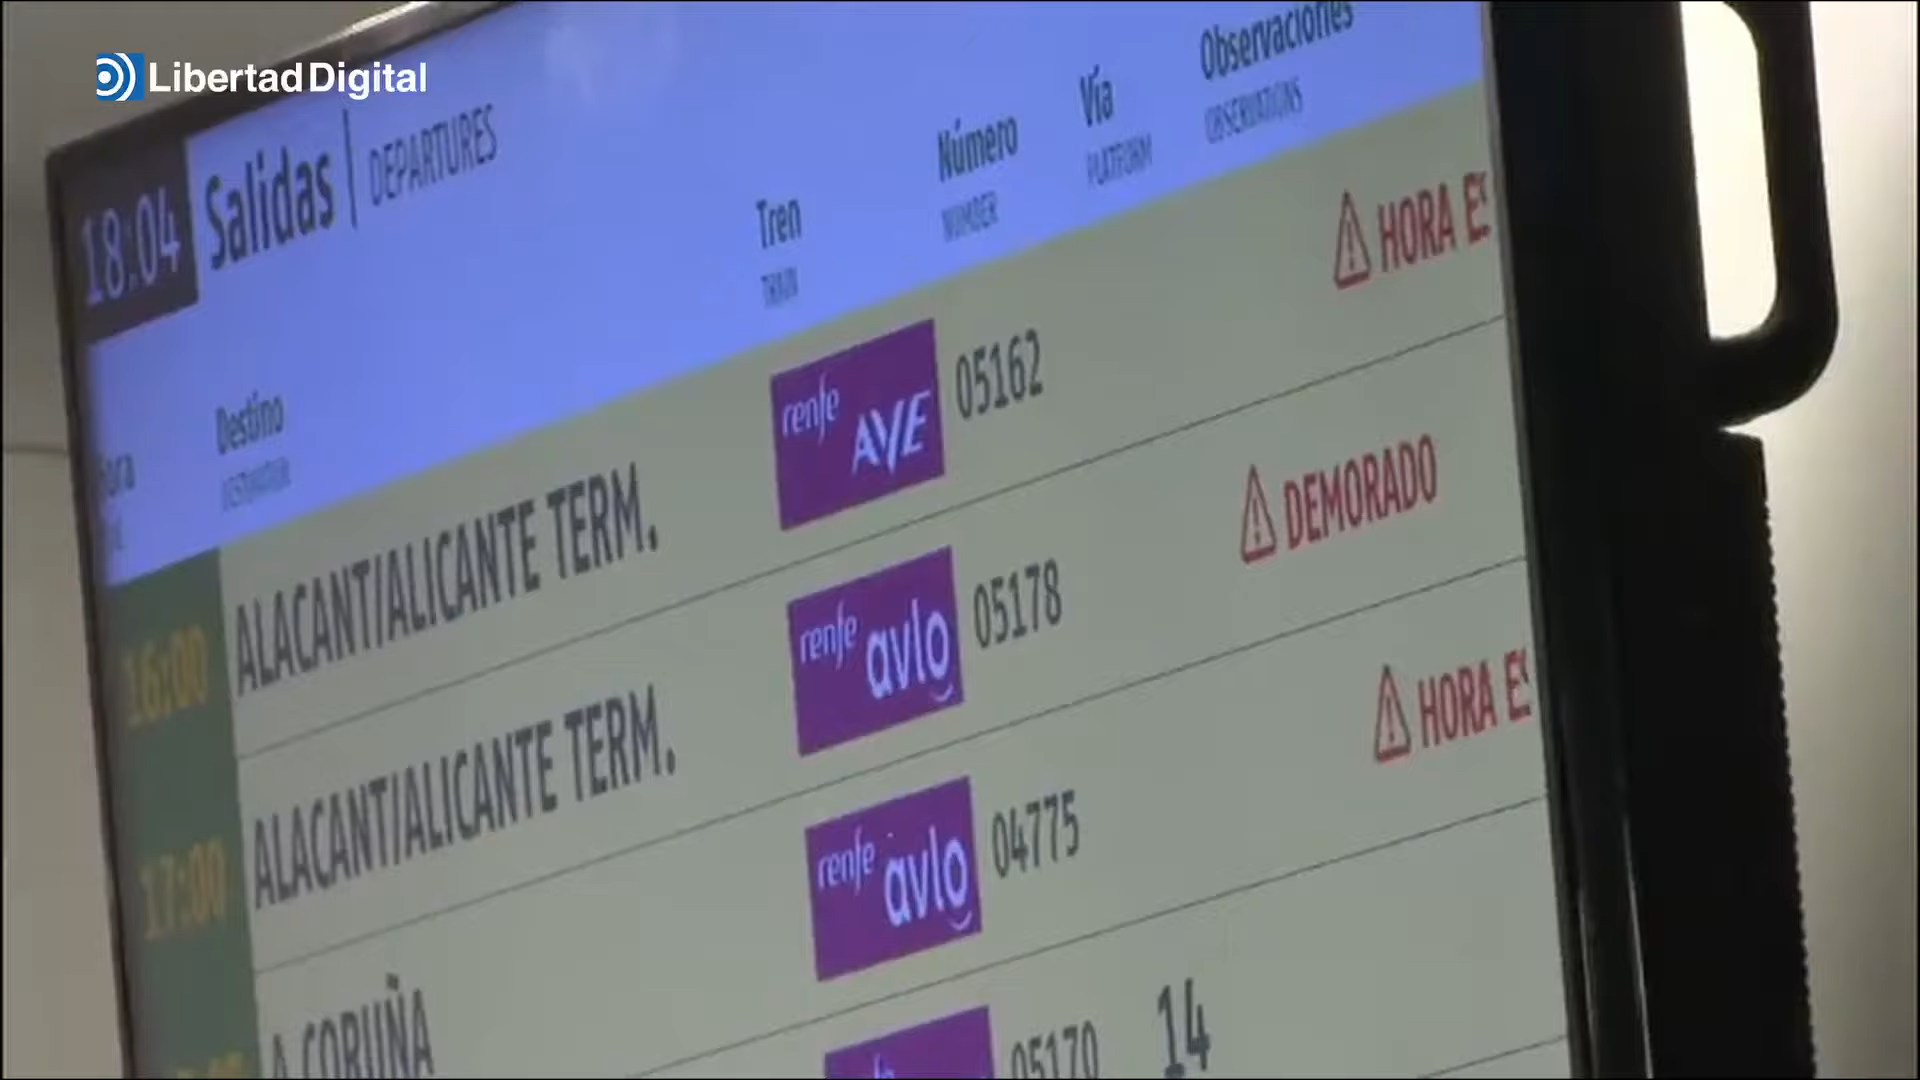 Libertad Digital
18:04 Salidas | DEPARTURES
Tren Número Vía Observaciones
TRAIN NUMBER PLATFORM OBSERVATIONS
Destino
16:00 ALACANT/ALICANTE TERM. renfe AVE 05162 HORA
17:00 ALACANT/ALICANTE TERM. renfe avlo 05178 DEMORADO
A CORUÑA renfe avlo 04775 HORA
05170 14